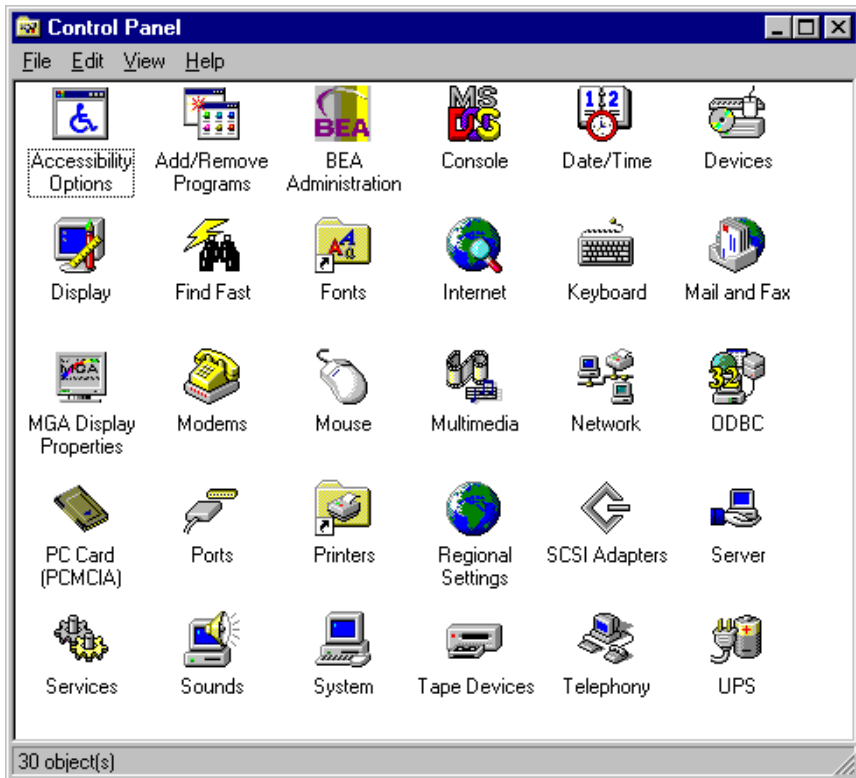 Control Panel
File Edit View Help
MS
DOS
1 2
BEA
Accessibility Options
Add/Remove Programs
BEA Administration
Console
Date/Time
Devices
Display
Find Fast
Fonts
Internet
Keyboard
Mail and Fax
MGA
32
MGA Display Properties
Modems
Mouse
Multimedia
Network
ODBC
PC Card (PCMCIA)
Ports
Printers
Regional Settings
SCSI Adapters
Server
Services
Sounds
System
Tape Devices
Telephony
UPS
30 object(s)